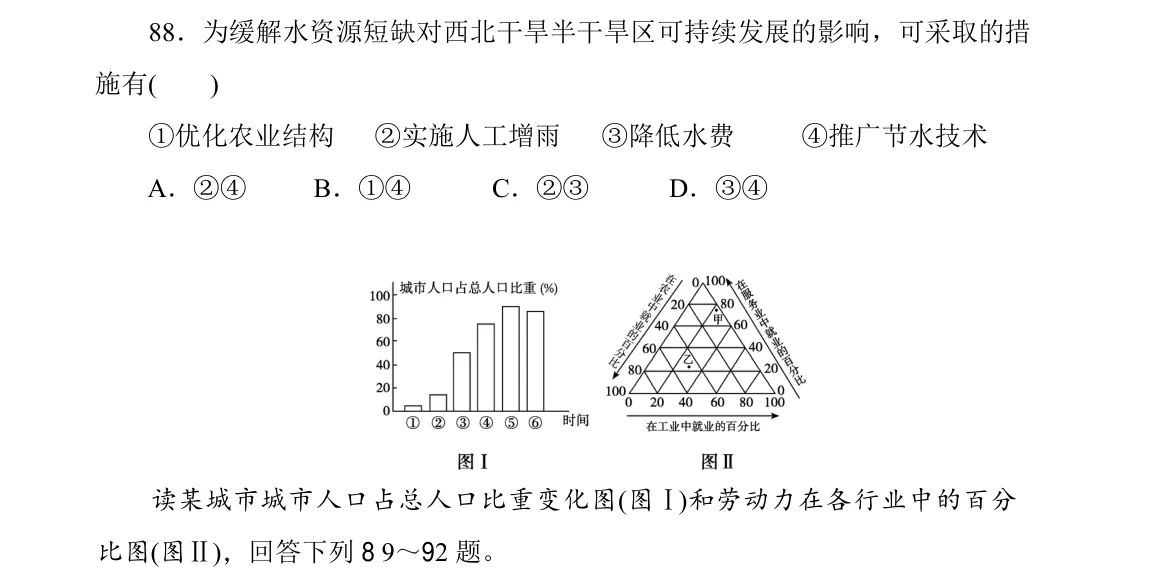 88．为缓解水资源短缺对西北干旱半干旱区可持续发展的影响，可采取的措
施有(　　)
①优化农业结构　②实施人工增雨　③降低水费　④推广节水技术
A．②④　B．①④　C．②③　D．③④
城市人口占总人口比重 (%)
100
80
60
40
20
0
① ② ③ ④ ⑤ ⑥ 时间
图Ⅰ
在农业中就业的百分比
0
20
40
60
80
100
在服务业中就业的百分比
100
80
60
40
20
0
甲
乙
0 20 40 60 80 100
在工业中就业的百分比
图Ⅱ
读某城市城市人口占总人口比重变化图(图Ⅰ)和劳动力在各行业中的百分
比图(图Ⅱ)，回答下列 8 9～92 题。